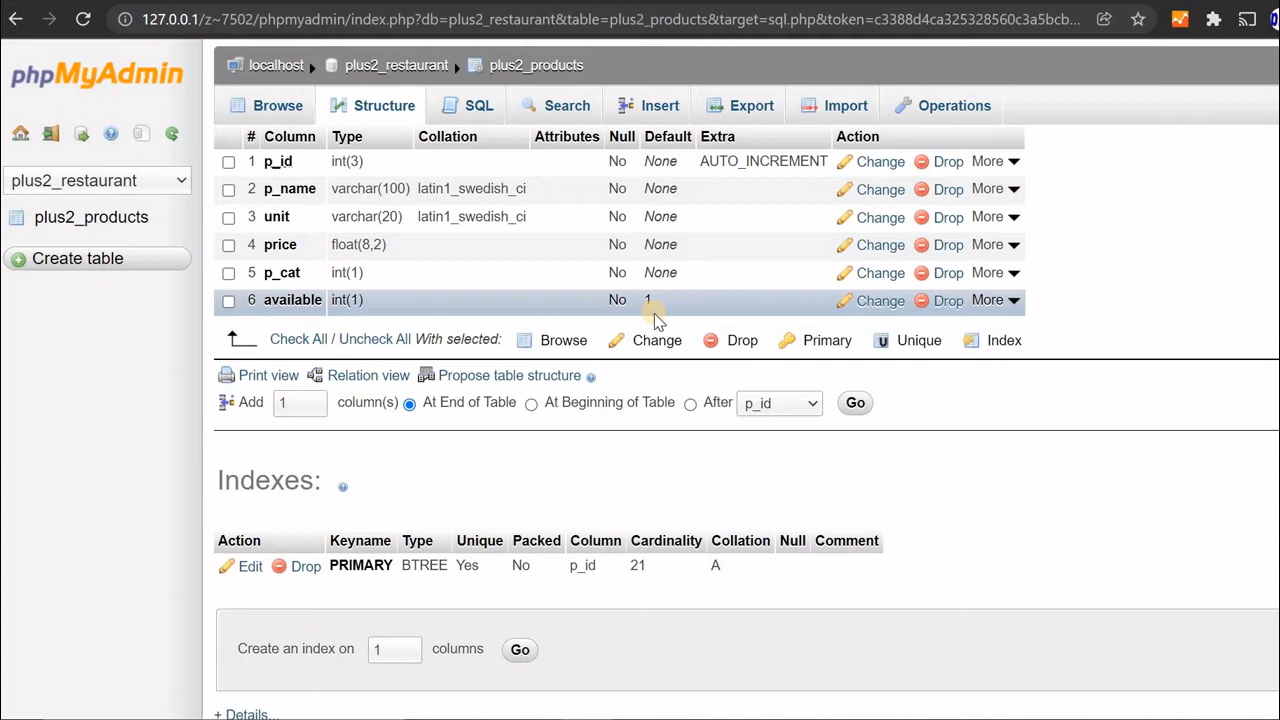 127.0.0.1/z~7502/phpmyadmin/index.php?db=plus2_restaurant&table=plus2_products&target=sql.php&token=c3388d4ca325328560c3a5bcb...
phpMyAdmin
localhost plus2_restaurant plus2_products
Browse Structure SQL Search Insert Export Import Operations
# Column Type Collation Attributes Null Default Extra Action
1 p_id int(3) No None AUTO_INCREMENT Change Drop More
2 p_name varchar(100) latin1_swedish_ci No None Change Drop More
3 unit varchar(20) latin1_swedish_ci No None Change Drop More
4 price float(8,2) No None Change Drop More
5 p_cat int(1) No None Change Drop More
6 available int(1) No 1 Change Drop More
plus2_restaurant
plus2_products
Create table
Check All / Uncheck All With selected: Browse Change Drop Primary Unique Index
Print view Relation view Propose table structure
Add 1 column(s) At End of Table At Beginning of Table After p_id Go
Indexes:
Action Keyname Type Unique Packed Column Cardinality Collation Null Comment
Edit Drop PRIMARY BTREE Yes No p_id 21 A
Create an index on 1 columns Go
+ Details...